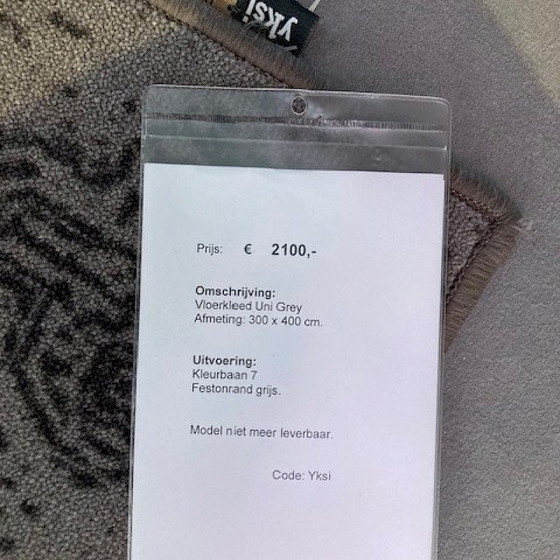 yksi
Prijs: € 2100,-
Omschrijving:
Vloerkleed Uni Grey
Afmeting: 300 x 400 cm.
Uitvoering:
Kleurbaan 7
Festonrand grijs.
Model niet meer leverbaar.
Code: Yksi